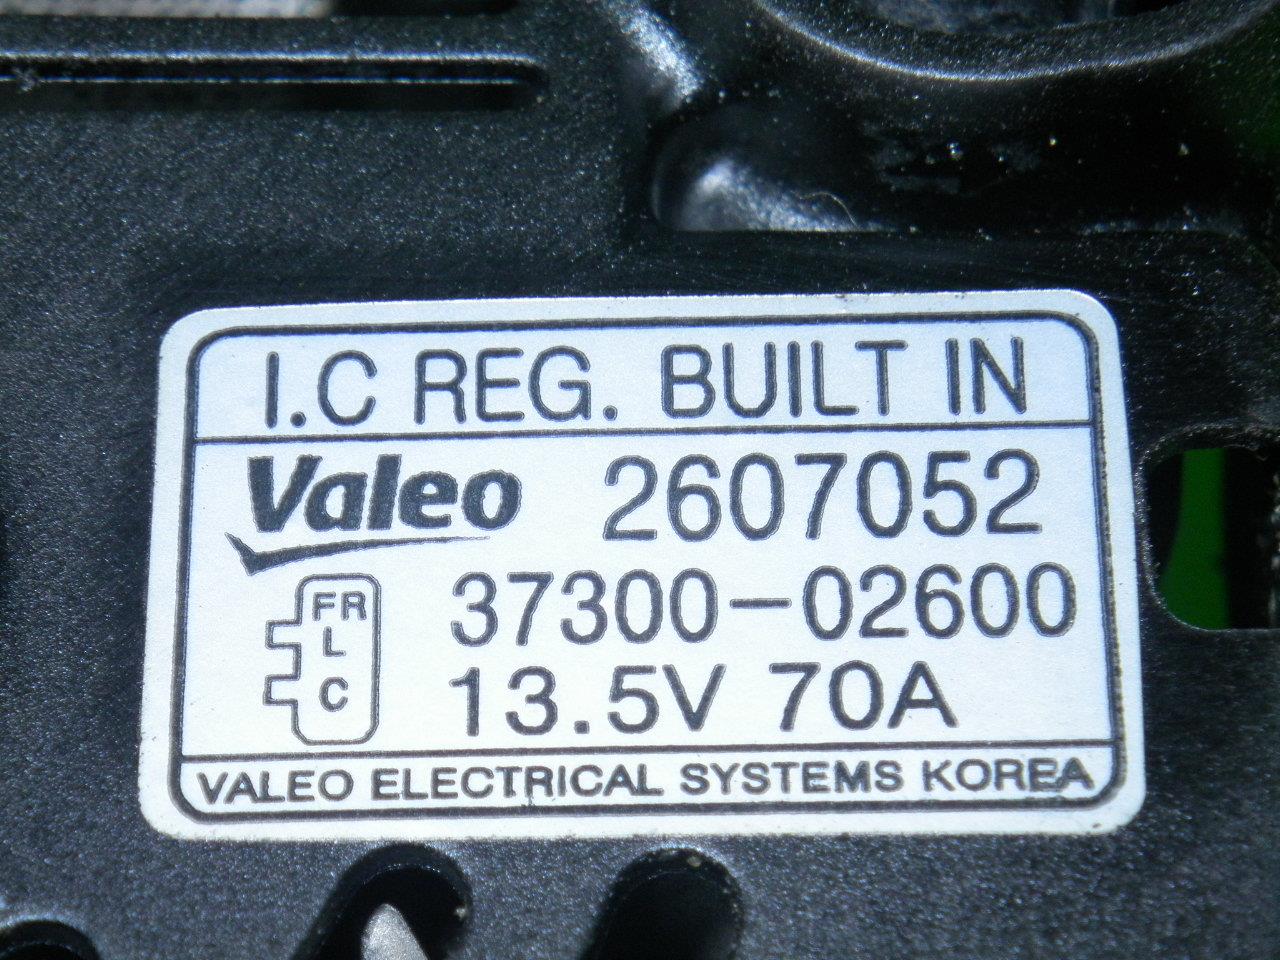 I.C REG. BUILT IN
Valeo 2607052
FR
37300-02600
L
C
13.5V 70A
VALEO ELECTRICAL SYSTEMS KOREA